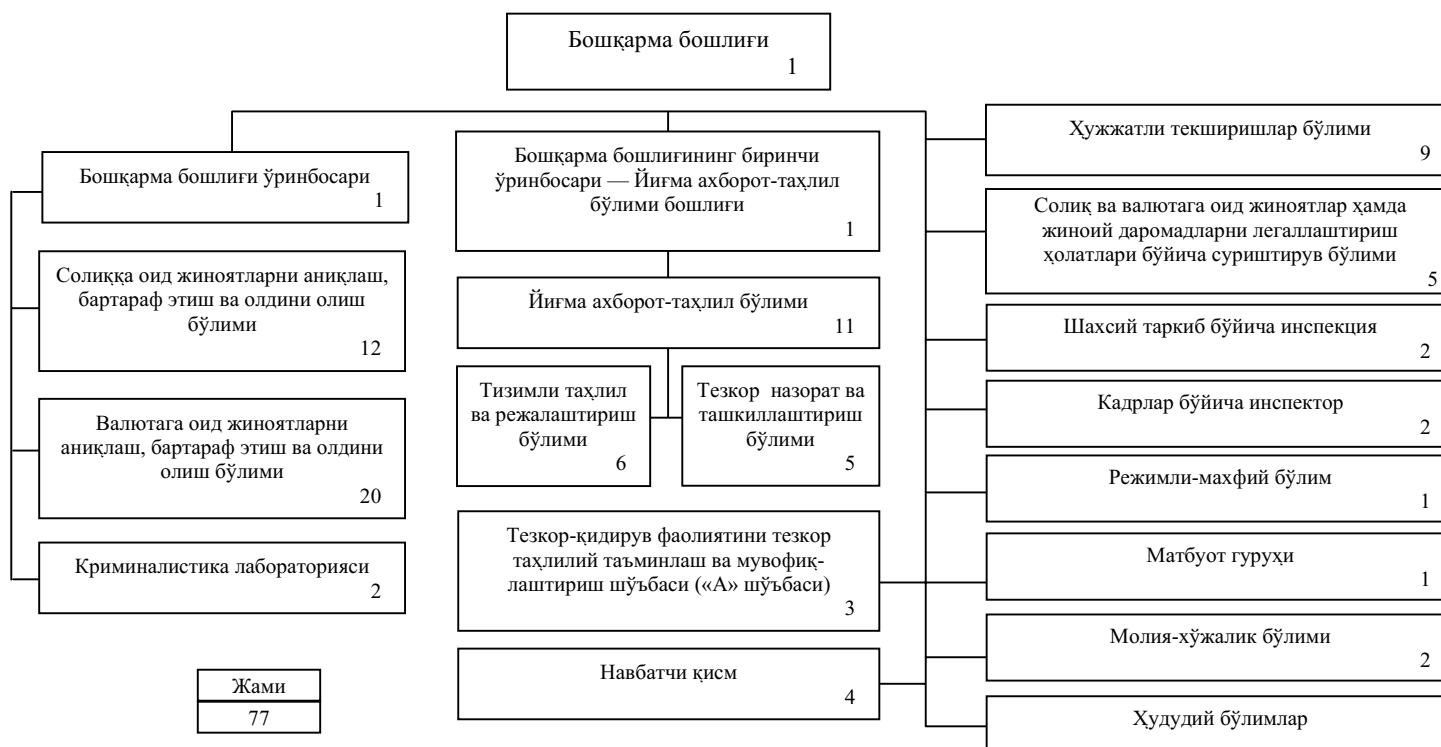 Бошқарма бошлиғи
1
Бошқарма бошлиғи ўринбосари
1
Солиққа оид жиноятларни аниқлаш,
бартараф этиш ва олдини олиш
бўлими
12
Валютага оид жиноятларни
аниқлаш, бартараф этиш ва олдини
олиш бўлими
20
Криминалистика лабораторияси
2
Жами
77
Бошқарма бошлиғининг биринчи
ўринбосари — Йиғма ахборот-таҳлил
бўлими бошлиғи
1
Йиғма ахборот-таҳлил бўлими
11
Тизимли таҳлил
ва режалаштириш
бўлими
6
Тезкор назорат ва
ташкиллаштириш
бўлими
5
Тезкор-қидирув фаолиятини тезкор
таҳлилий таъминлаш ва мувофиқ-
лаштириш шўъбаси («А» шўъбаси)
3
Навбатчи қисм
4
Ҳужжатли текширишлар бўлими
9
Солиқ ва валютага оид жиноятлар ҳамда
жиноий даромадларни легаллаштириш
ҳолатлари бўйича суриштирув бўлими
5
Шахсий таркиб бўйича инспекция
2
Кадрлар бўйича инспектор
2
Режимли-махфий бўлим
1
Матбуот гуруҳи
1
Молия-хўжалик бўлими
2
Ҳудудий бўлимлар